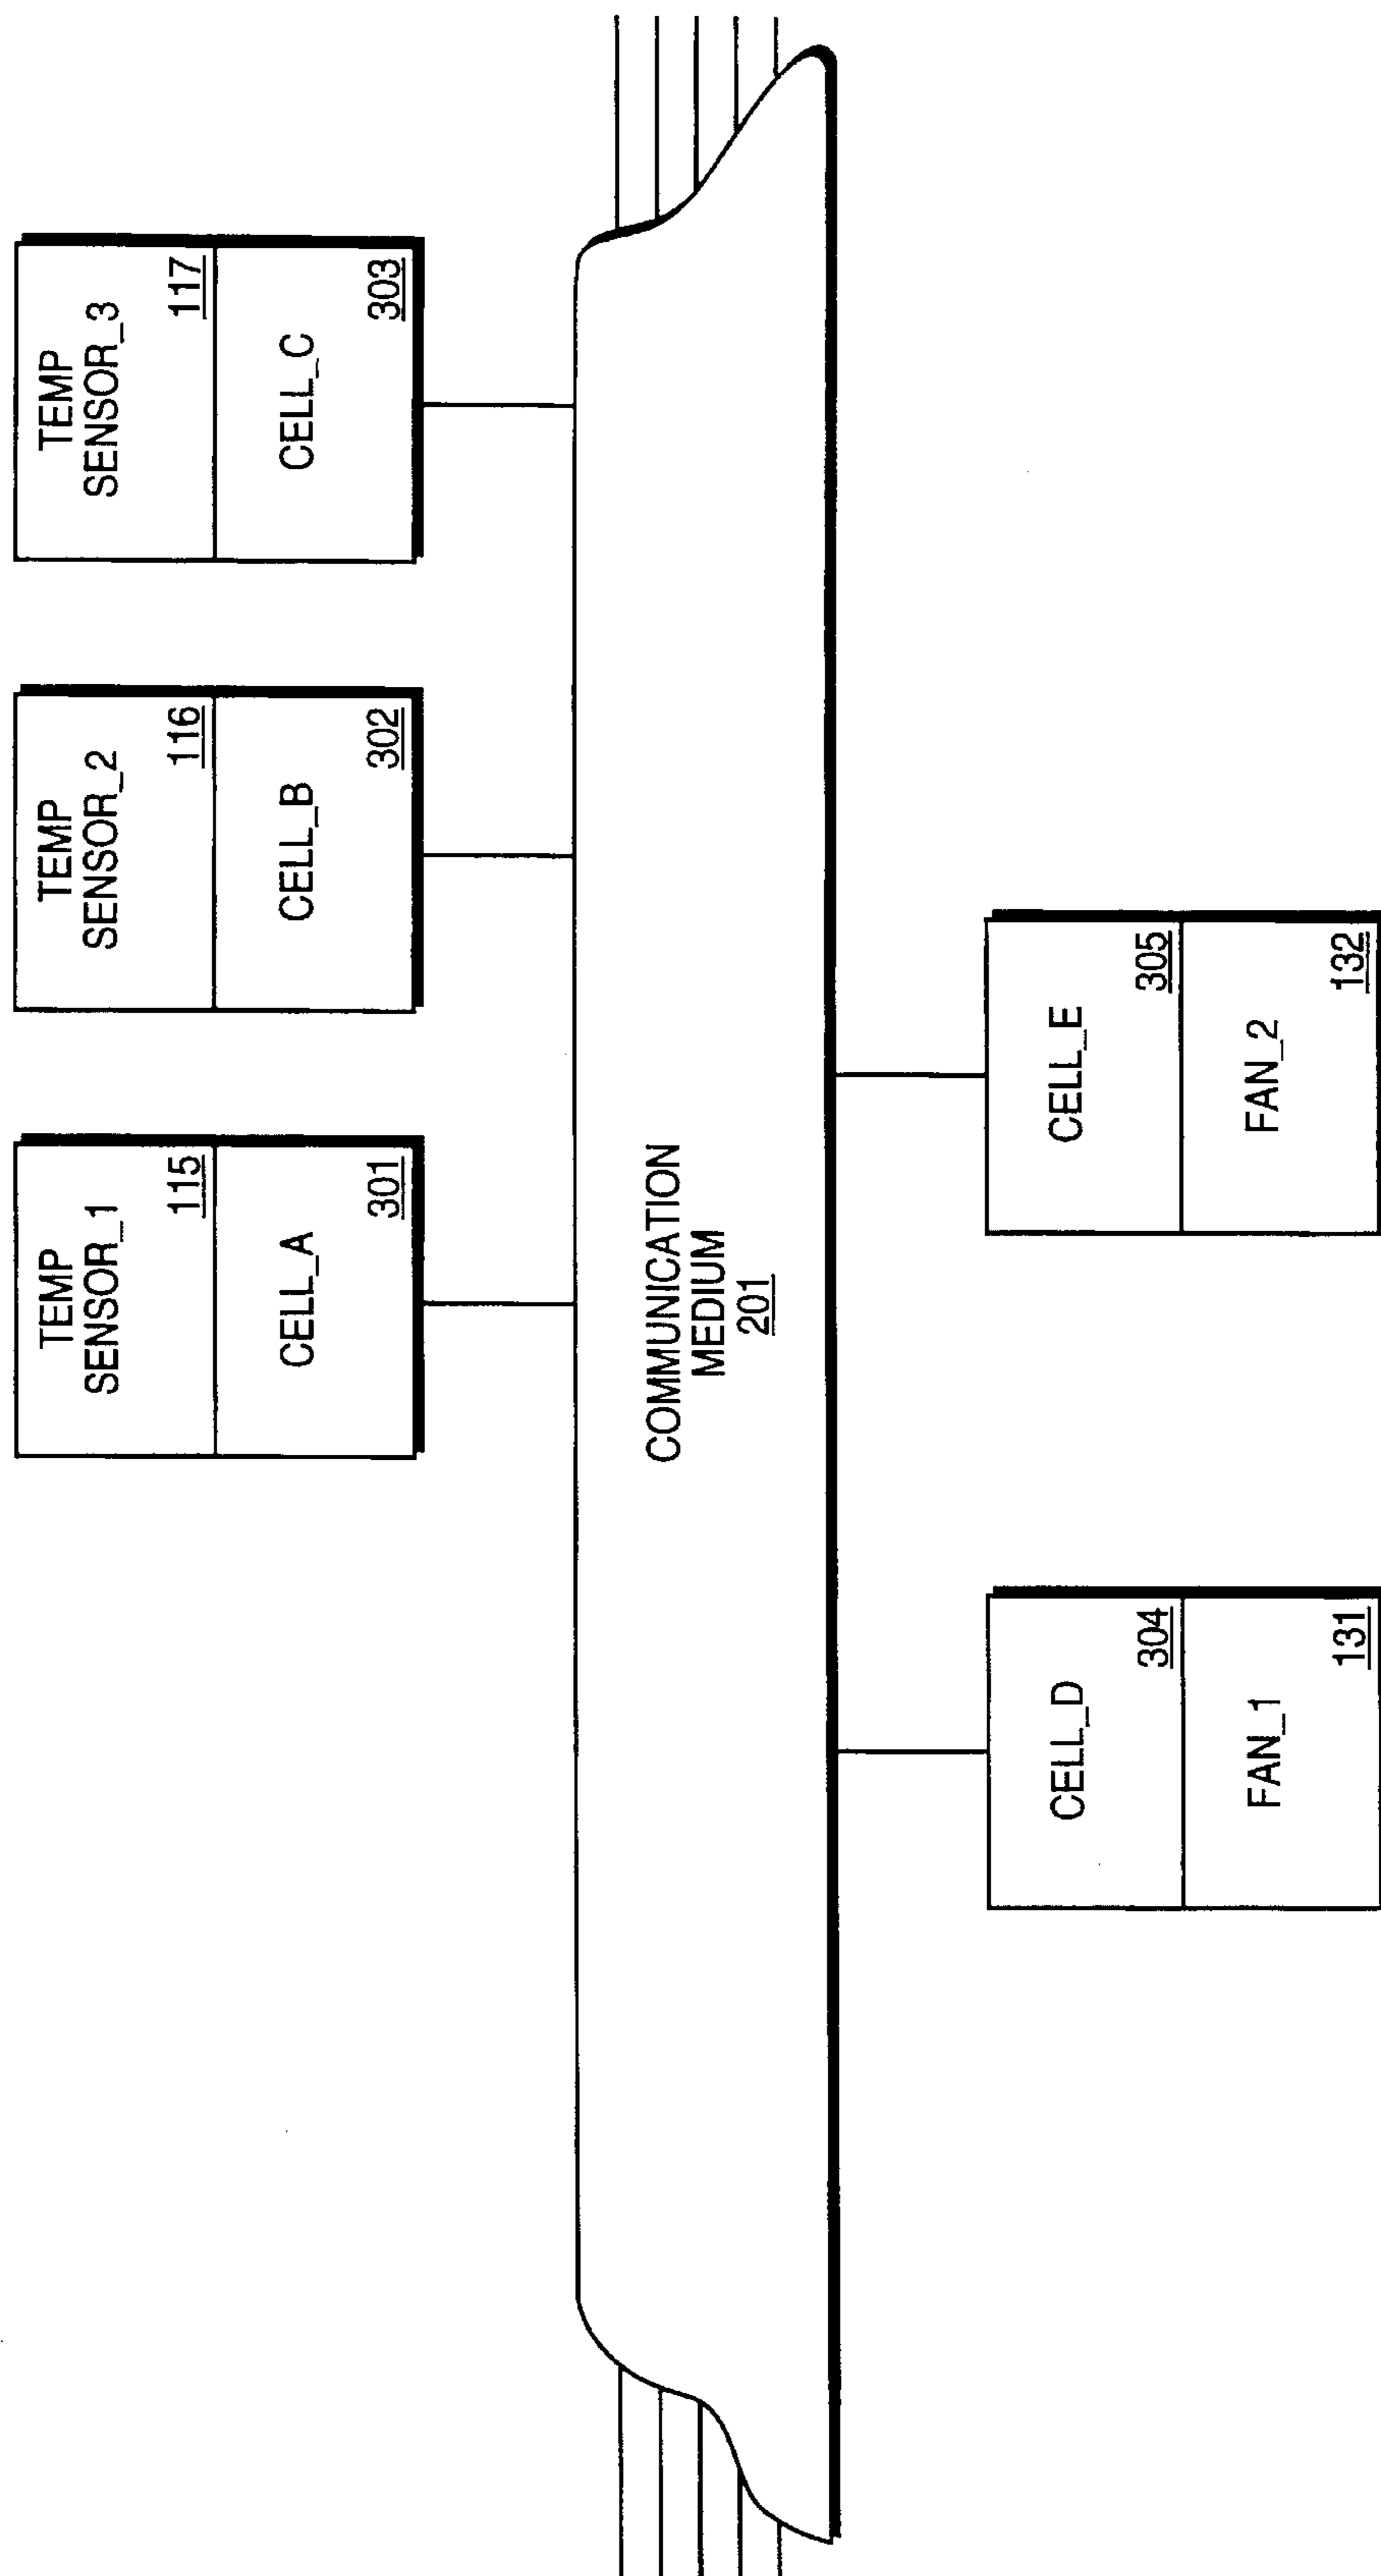 TEMP
SENSOR_1
115
CELL_A
301
TEMP
SENSOR_2
116
CELL_B
302
TEMP
SENSOR_3
117
CELL_C
303
COMMUNICATION
MEDIUM
201
CELL_D
304
FAN_1
131
CELL_E
305
FAN_2
132